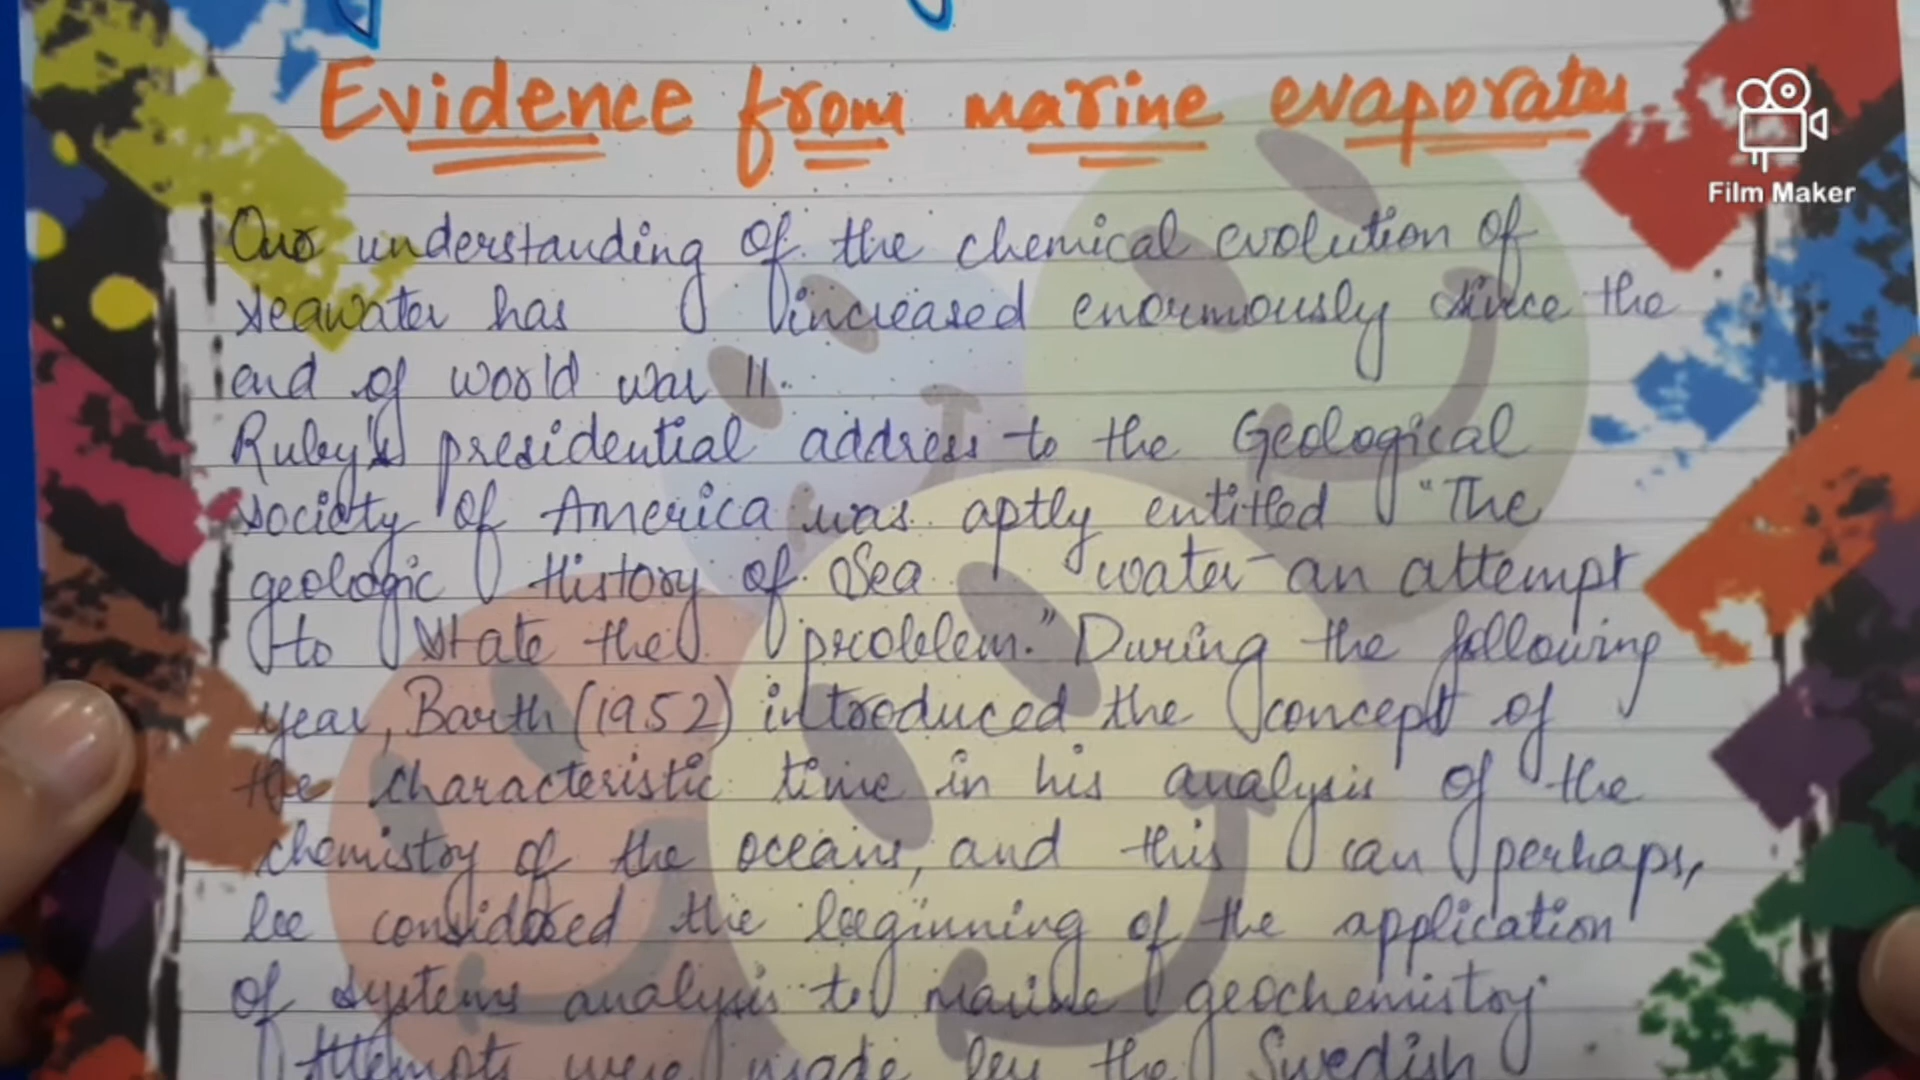 Evidence from marine evaporates
Film Maker
Our understanding of the chemical evolution of
seawater has increased enormously since the
end of world war II.
Ruby's presidential address to the Geological
society of America was aptly entitled "The
geologic History of Sea water - an attempt
to state the problem." During the following
year, Barth (1952) introduced the concept of
the characteristic time in his analysis of the
chemistry of the oceans, and this can perhaps,
be considered the beginning of the application
of systems analysis to marine geochemistry
Attempts were made by the Swedish